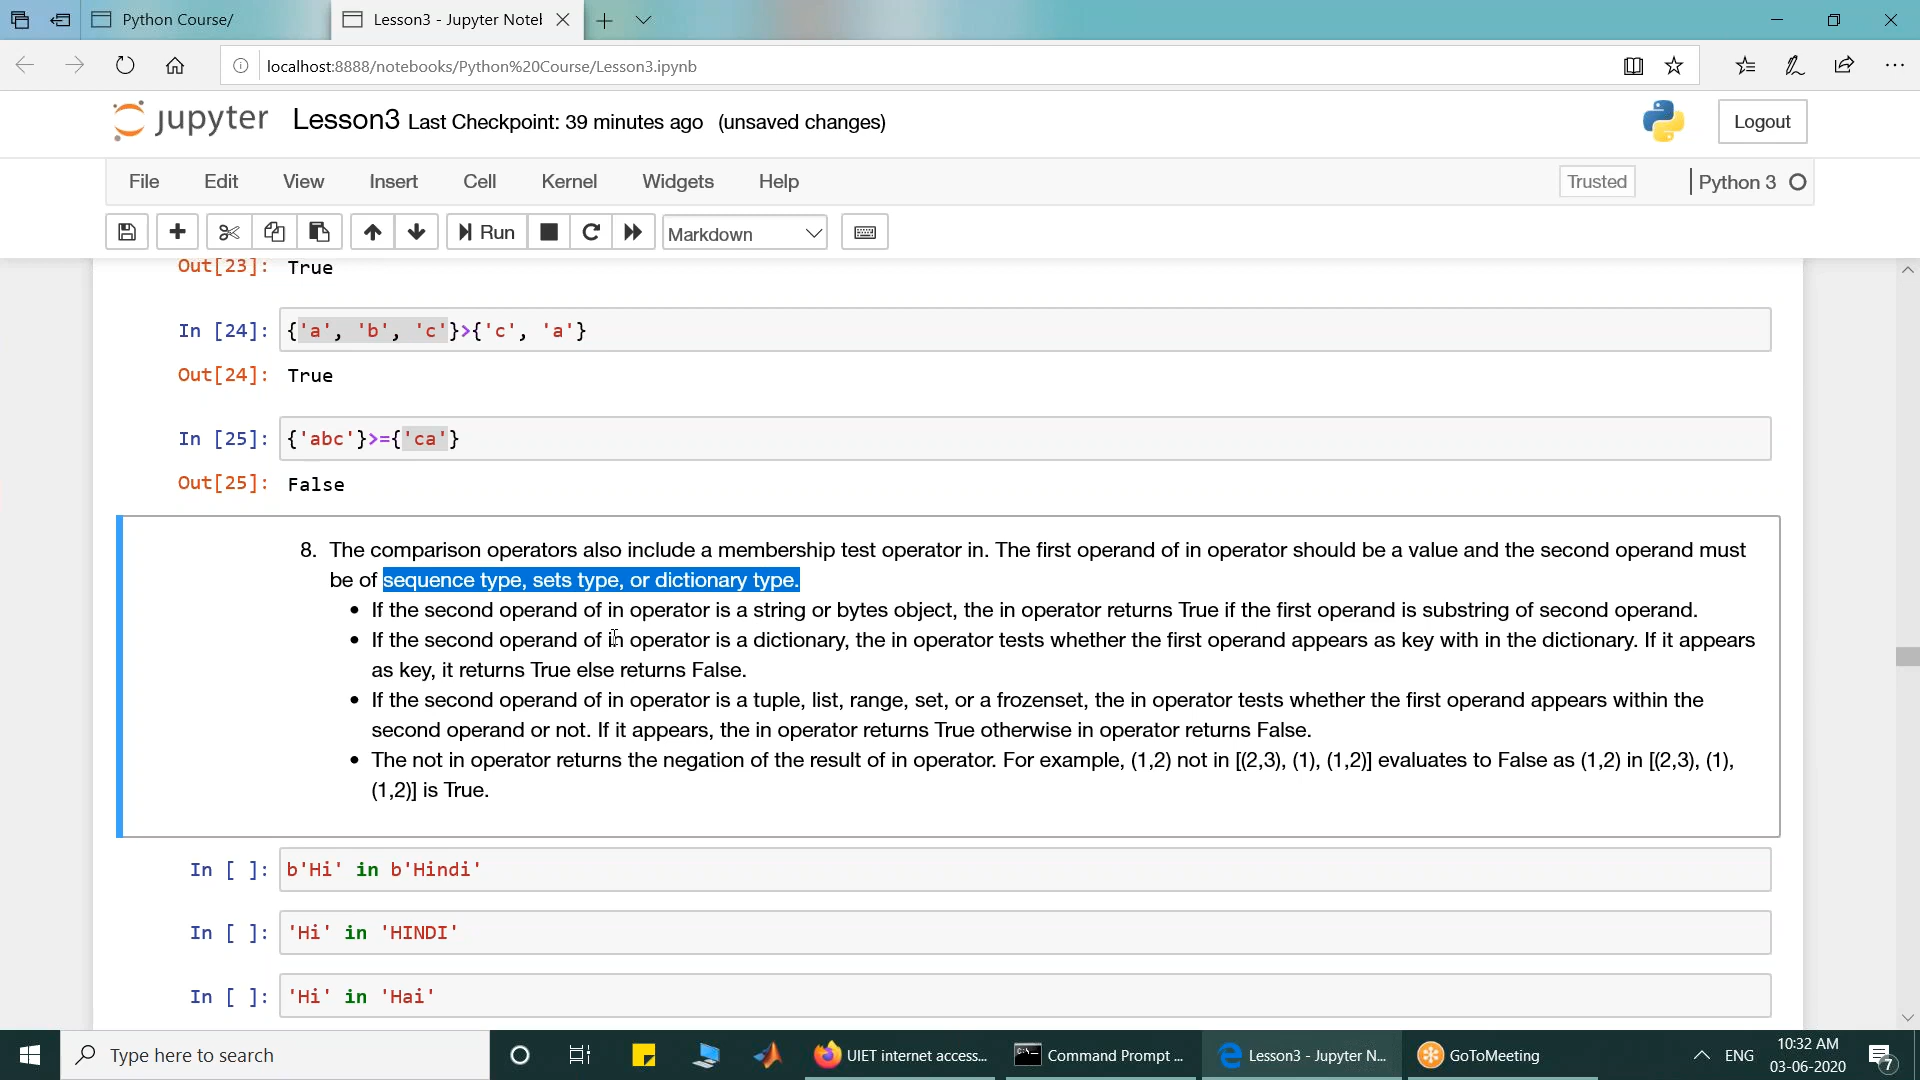 Python Course/
Lesson3 - Jupyter Notel
localhost:8888/notebooks/Python%20Course/Lesson3.ipynb
jupyter Lesson3 Last Checkpoint: 39 minutes ago (unsaved changes)
Logout
File Edit View Insert Cell Kernel Widgets Help
Trusted
Python 3
Run
Markdown
Out[23]: True
In [24]: {'a', 'b', 'c'}>{'c', 'a'}
Out[24]: True
In [25]: {'abc'}>={'ca'}
Out[25]: False
8. The comparison operators also include a membership test operator in. The first operand of in operator should be a value and the second operand must
be of sequence type, sets type, or dictionary type.
• If the second operand of in operator is a string or bytes object, the in operator returns True if the first operand is substring of second operand.
• If the second operand of in operator is a dictionary, the in operator tests whether the first operand appears as key with in the dictionary. If it appears
as key, it returns True else returns False.
• If the second operand of in operator is a tuple, list, range, set, or a frozenset, the in operator tests whether the first operand appears within the
second operand or not. If it appears, the in operator returns True otherwise in operator returns False.
• The not in operator returns the negation of the result of in operator. For example, (1,2) not in [(2,3), (1), (1,2)] evaluates to False as (1,2) in [(2,3), (1),
(1,2)] is True.
In [ ]: b'Hi' in b'Hindi'
In [ ]: 'Hi' in 'HINDI'
In [ ]: 'Hi' in 'Hai'
Type here to search
UIET internet access...
Command Prompt ...
Lesson3 - Jupyter N...
GoToMeeting
ENG
10:32 AM
03-06-2020
7